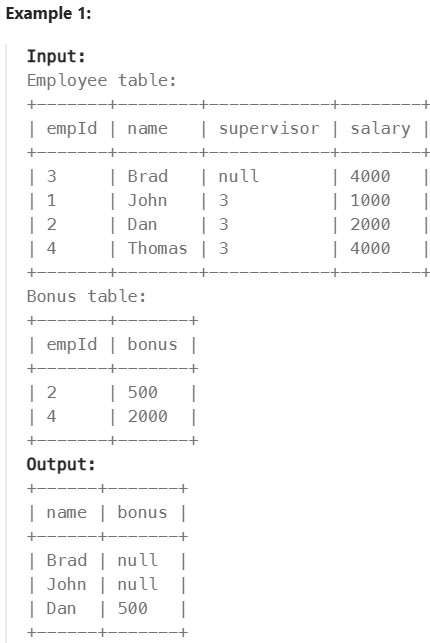 Example 1:
Input:
Employee table:
+-------+--------+------------+--------+
| empId | name   | supervisor | salary |
+-------+--------+------------+--------+
| 3     | Brad   | null       | 4000   |
| 1     | John   | 3          | 1000   |
| 2     | Dan    | 3          | 2000   |
| 4     | Thomas | 3          | 4000   |
+-------+--------+------------+--------+
Bonus table:
+-------+-------+
| empId | bonus |
+-------+-------+
| 2     | 500   |
| 4     | 2000  |
+-------+-------+
Output:
+------+-------+
| name | bonus |
+------+-------+
| Brad | null  |
| John | null  |
| Dan  | 500   |
+------+-------+